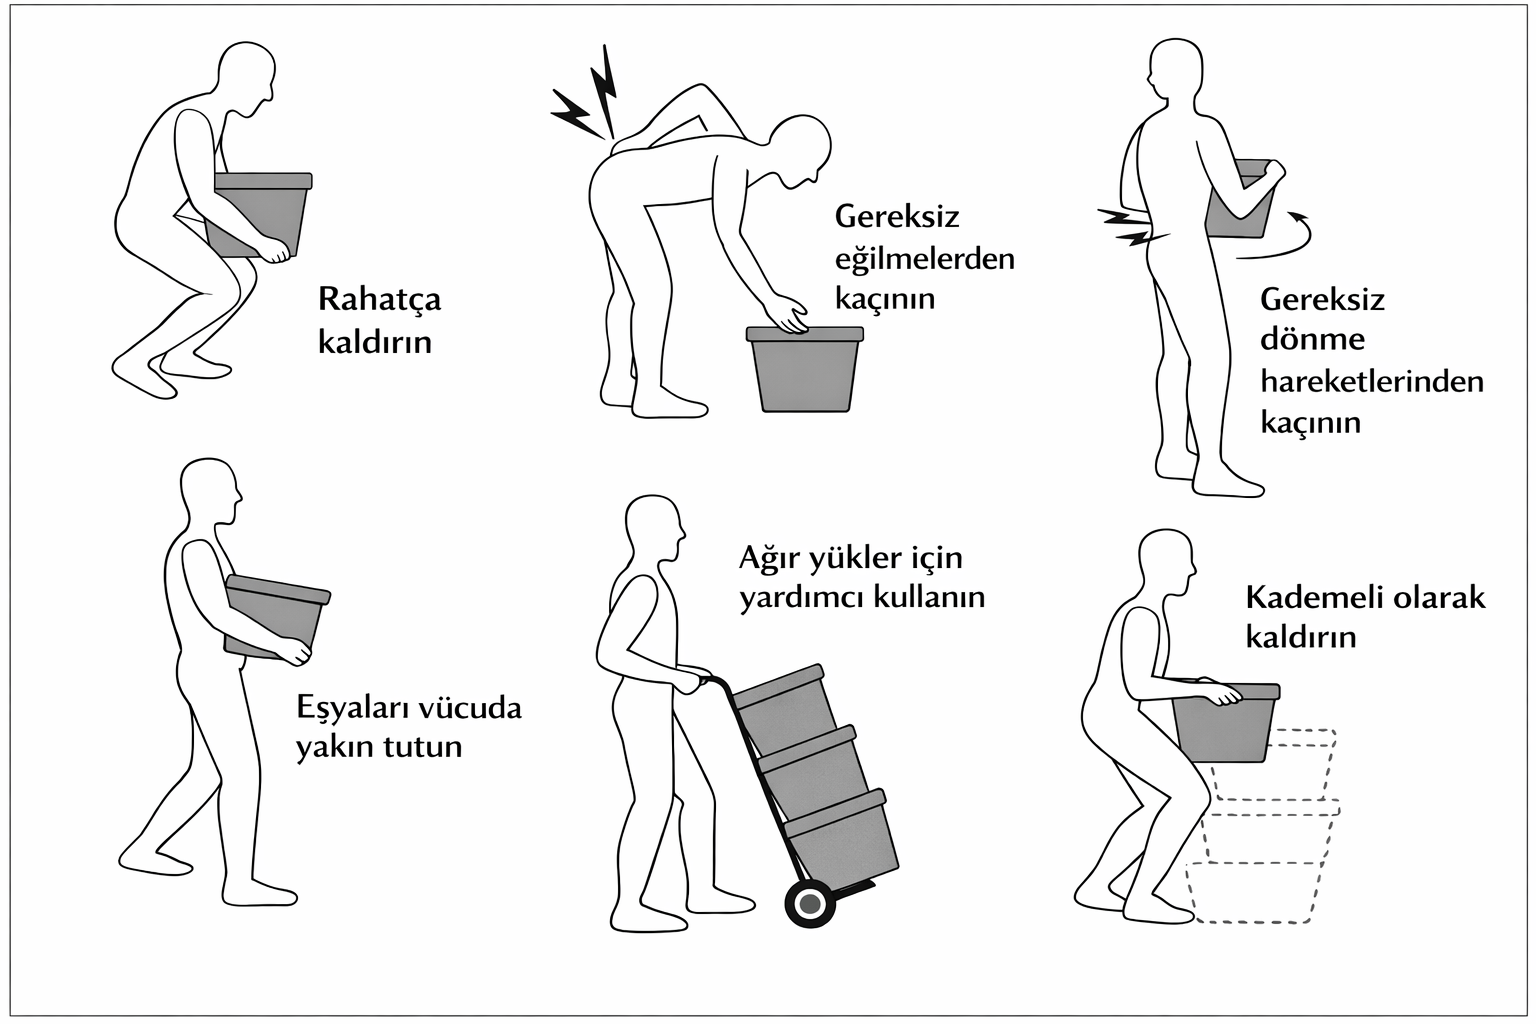 Rahatça
kaldırın
Gereksiz
eğilmelerden
kaçının
Gereksiz
dönme
hareketlerinden
kaçının
Eşyaları vücuda
yakın tutun
Ağır yükler için
yardımcı kullanın
Kademeli olarak
kaldırın